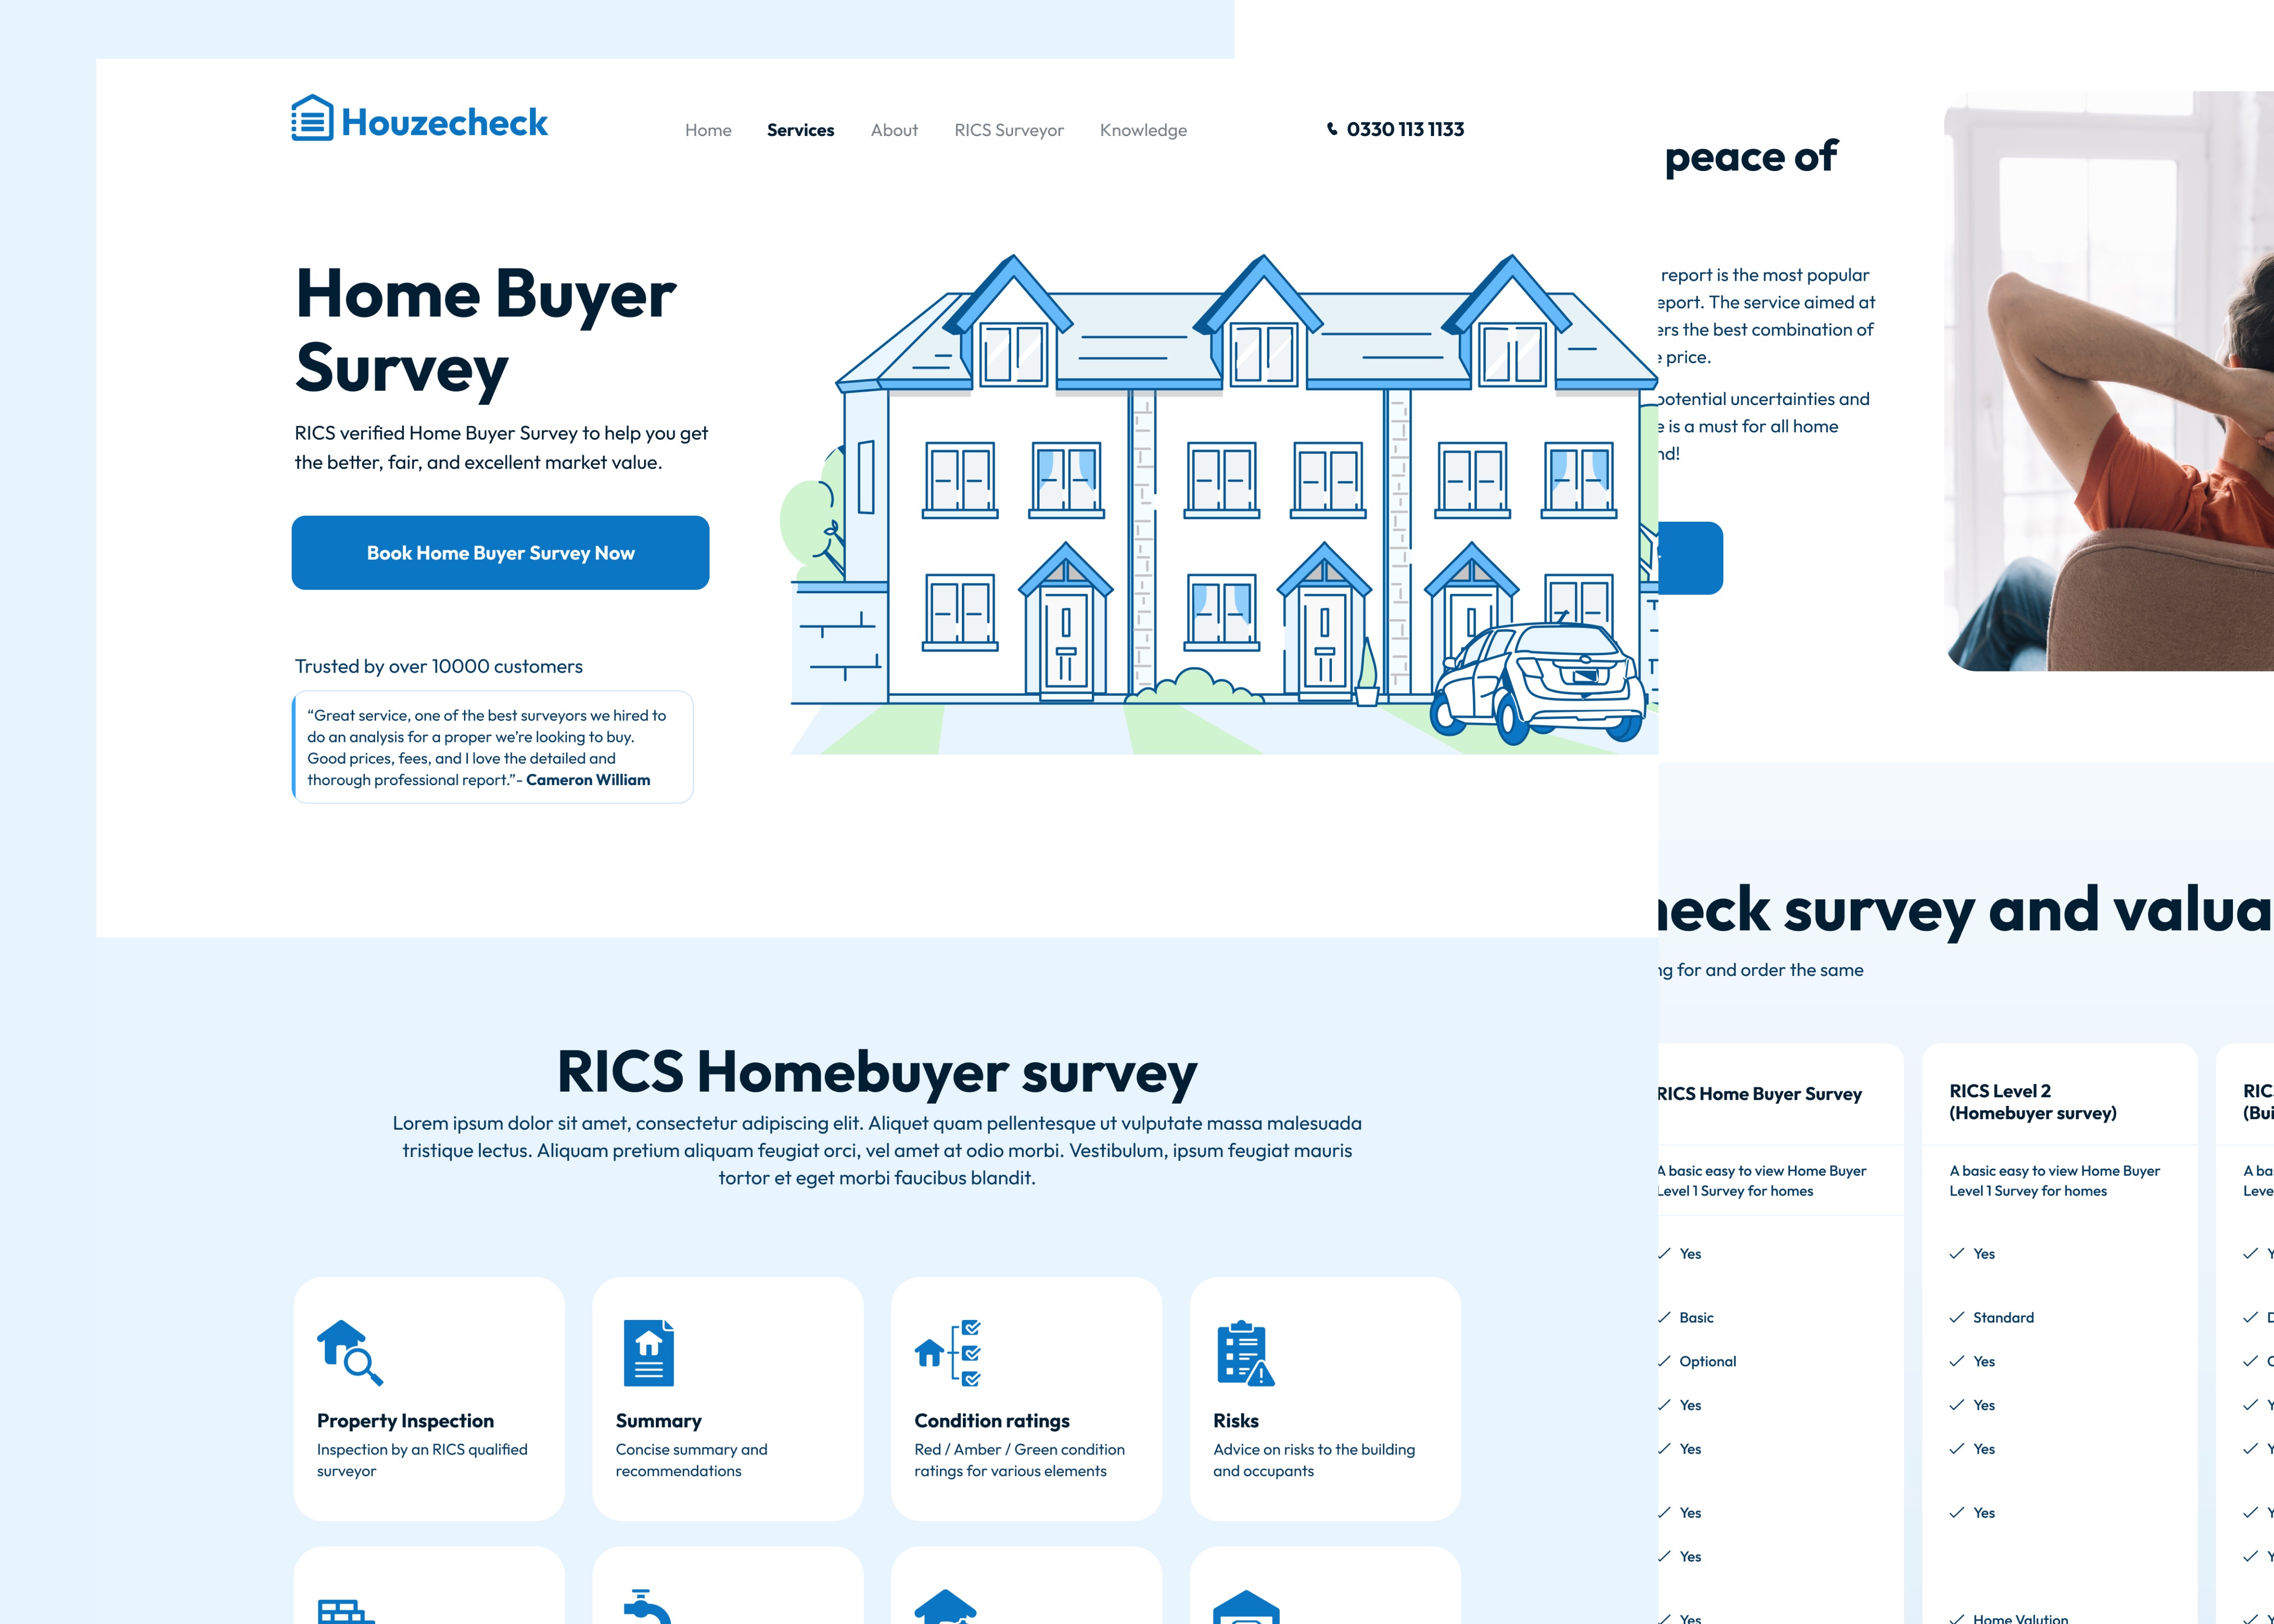 Houzecheck
Home
Services
About
RICS Surveyor
Knowledge
0330 113 1133
Home Buyer
Survey
RICS verified Home Buyer Survey to help you get
the better, fair, and excellent market value.
Book Home Buyer Survey Now
Trusted by over 10000 customers
“Great service, one of the best surveyors we hired to
do an analysis for a proper we’re looking to buy.
Good prices, fees, and I love the detailed and
thorough professional report.”- Cameron William
RICS Homebuyer survey
Lorem ipsum dolor sit amet, consectetur adipiscing elit. Aliquet quam pellentesque ut vulputate massa malesuada
tristique lectus. Aliquam pretium aliquam feugiat orci, vel amet at odio morbi. Vestibulum, ipsum feugiat mauris
tortor et eget morbi faucibus blandit.
Property Inspection
Inspection by an RICS qualified
surveyor
Summary
Concise summary and
recommendations
Condition ratings
Red / Amber / Green condition
ratings for various elements
Risks
Advice on risks to the building
and occupants
peace of
report is the most popular
eport. The service aimed at
ers the best combination of
price.
potential uncertainties and
e is a must for all home
nd!
heck survey and valua
ng for and order the same
RICS Home Buyer Survey
A basic easy to view Home Buyer
Level 1 Survey for homes
Yes
Basic
Optional
Yes
Yes
Yes
Yes
Yes
RICS Level 2
(Homebuyer survey)
A basic easy to view Home Buyer
Level 1 Survey for homes
Yes
Standard
Yes
Yes
Yes
Yes
Home Valution
RIC
(Bui
A ba
Leve